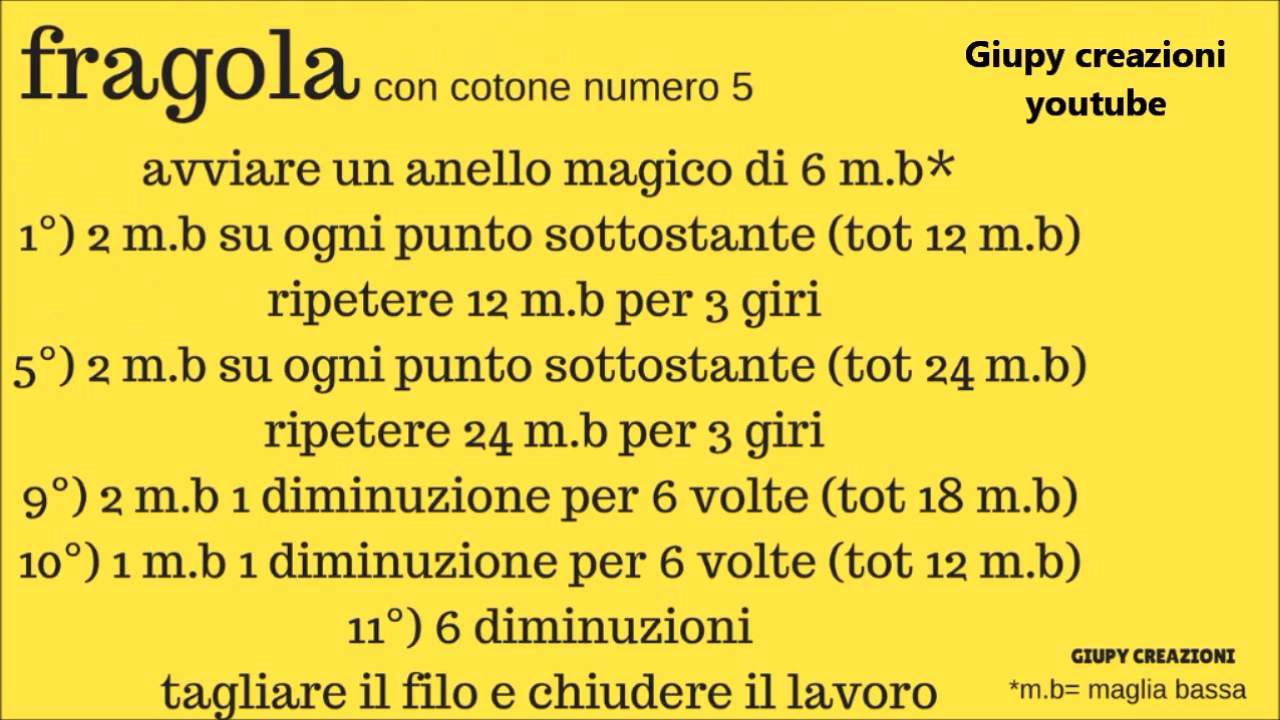 fragola con cotone numero 5
Giupy creazioni
youtube
avviare un anello magico di 6 m.b*
1°) 2 m.b su ogni punto sottostante (tot 12 m.b)
ripetere 12 m.b per 3 giri
5°) 2 m.b su ogni punto sottostante (tot 24 m.b)
ripetere 24 m.b per 3 giri
9°) 2 m.b 1 diminuzione per 6 volte (tot 18 m.b)
10°) 1 m.b 1 diminuzione per 6 volte (tot 12 m.b)
11°) 6 diminuzioni
tagliare il filo e chiudere il lavoro
GIUPY CREAZIONI
*m.b= maglia bassa